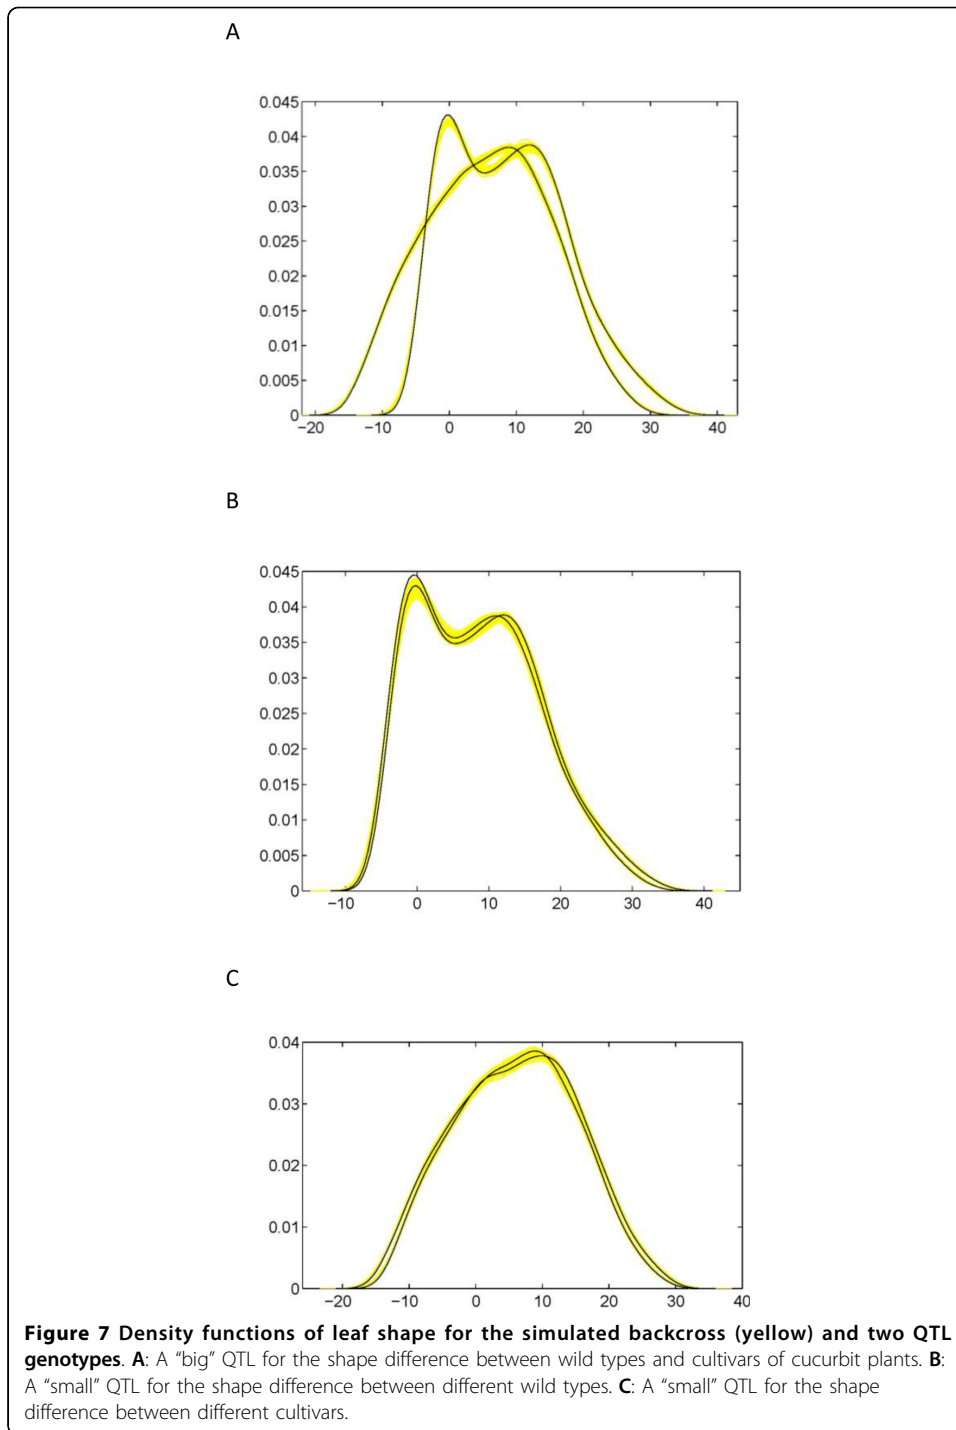 A
0.045
0.04
0.035
0.03
0.025
0.02
0.015
0.01
0.005
0
−20 −10 0 10 20 30 40
B
0.045
0.04
0.035
0.03
0.025
0.02
0.015
0.01
0.005
0
−10 0 10 20 30 40
C
0.04
0.03
0.02
0.01
0
−20 −10 0 10 20 30 40
Figure 7 Density functions of leaf shape for the simulated backcross (yellow) and two QTL
genotypes. A: A “big” QTL for the shape difference between wild types and cultivars of cucurbit plants. B:
A “small” QTL for the shape difference between different wild types. C: A “small” QTL for the shape
difference between different cultivars.